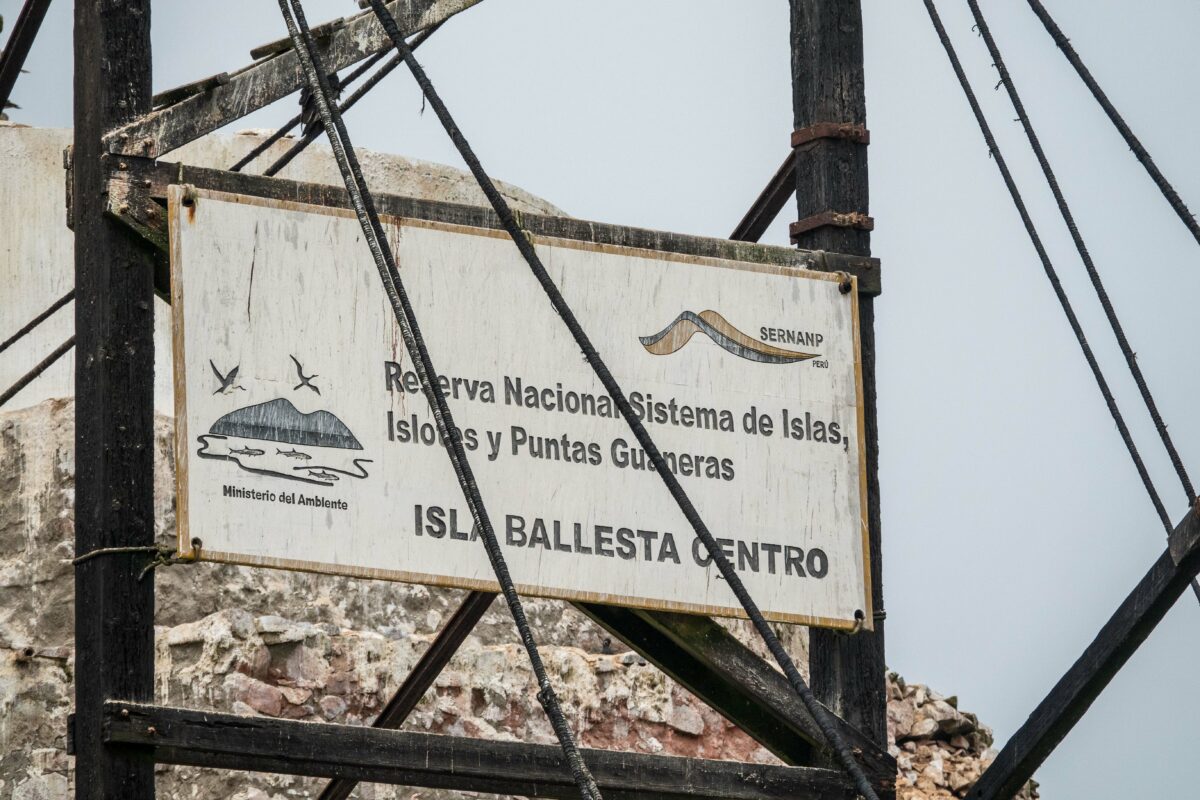 SERNANP
PERÚ
Reserva Nacional Sistema de Islas,
Islotes y Puntas Guaneras
Ministerio del Ambiente
ISLA BALLESTA CENTRO